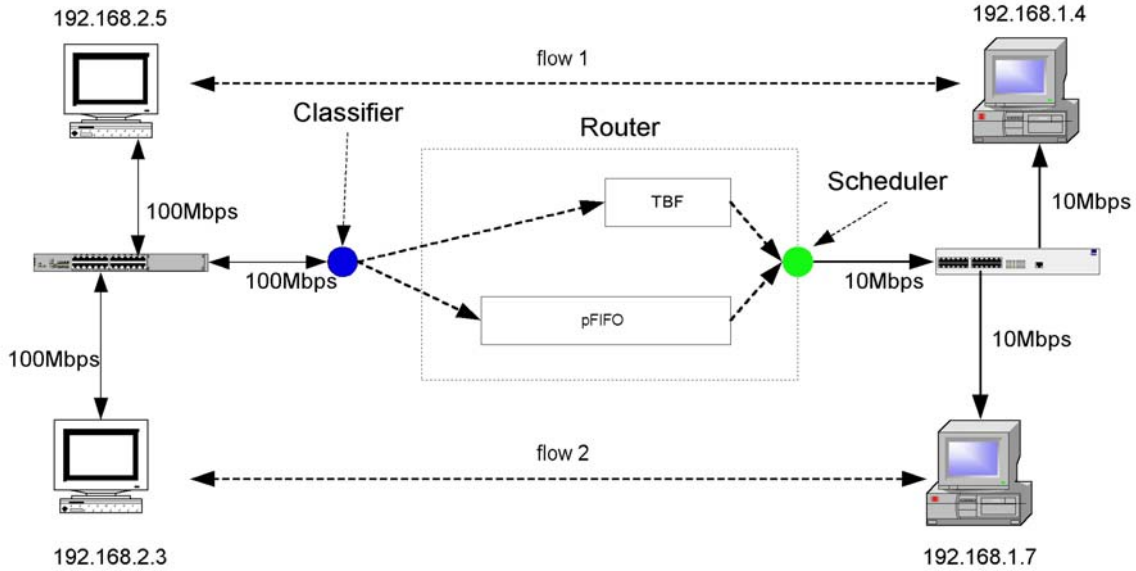 192.168.2.5
192.168.1.4
flow 1
Classifier
Router
Scheduler
TBF
100Mbps
10Mbps
100Mbps
10Mbps
pFIFO
100Mbps
10Mbps
flow 2
192.168.2.3
192.168.1.7